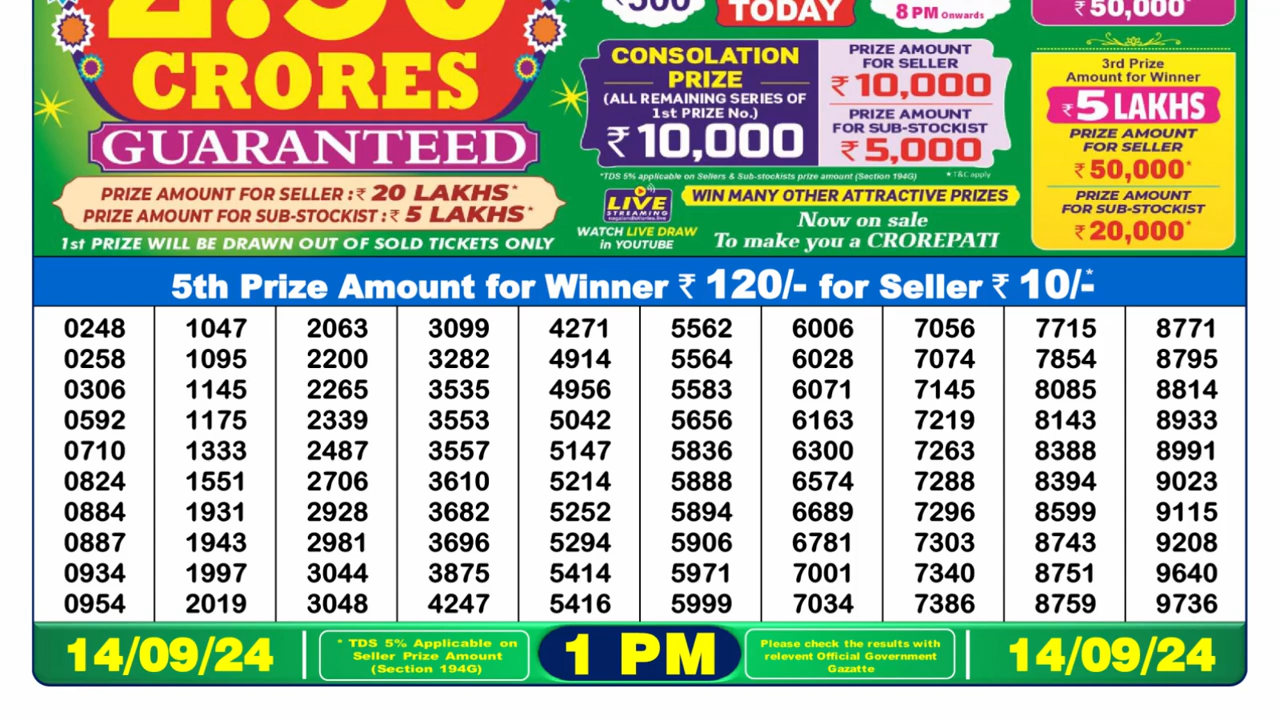 2.50
CRORES
GUARANTEED
PRIZE AMOUNT FOR SELLER : ₹ 20 LAKHS*
PRIZE AMOUNT FOR SUB-STOCKIST : ₹ 5 LAKHS*
1st PRIZE WILL BE DRAWN OUT OF SOLD TICKETS ONLY
₹500
TODAY
8 PM Onwards
CONSOLATION
PRIZE
(ALL REMAINING SERIES OF
1st PRIZE No.)
₹ 10,000
PRIZE AMOUNT
FOR SELLER
₹ 10,000
PRIZE AMOUNT
FOR SUB-STOCKIST
₹ 5,000
*TDS 5% applicable on Sellers & Sub-stockists prize amount (Section 194G)
★ T&C apply
LIVE
STREAMING
WATCH LIVE DRAW
in YOUTUBE
WIN MANY OTHER ATTRACTIVE PRIZES
Now on sale
To make you a CROREPATI
₹ 50,000*
3rd Prize
Amount for Winner
₹ 5 LAKHS
PRIZE AMOUNT
FOR SELLER
₹ 50,000*
PRIZE AMOUNT
FOR SUB-STOCKIST
₹ 20,000*
5th Prize Amount for Winner ₹ 120/- for Seller ₹ 10/-*
0248 1047 2063 3099 4271 5562 6006 7056 7715 8771
0258 1095 2200 3282 4914 5564 6028 7074 7854 8795
0306 1145 2265 3535 4956 5583 6071 7145 8085 8814
0592 1175 2339 3553 5042 5656 6163 7219 8143 8933
0710 1333 2487 3557 5147 5836 6300 7263 8388 8991
0824 1551 2706 3610 5214 5888 6574 7288 8394 9023
0884 1931 2928 3682 5252 5894 6689 7296 8599 9115
0887 1943 2981 3696 5294 5906 6781 7303 8743 9208
0934 1997 3044 3875 5414 5971 7001 7340 8751 9640
0954 2019 3048 4247 5416 5999 7034 7386 8759 9736
14/09/24
* TDS 5% Applicable on
Seller Prize Amount
(Section 194G)
1 PM
Please check the results with
relevent Official Government
Gazatte
14/09/24